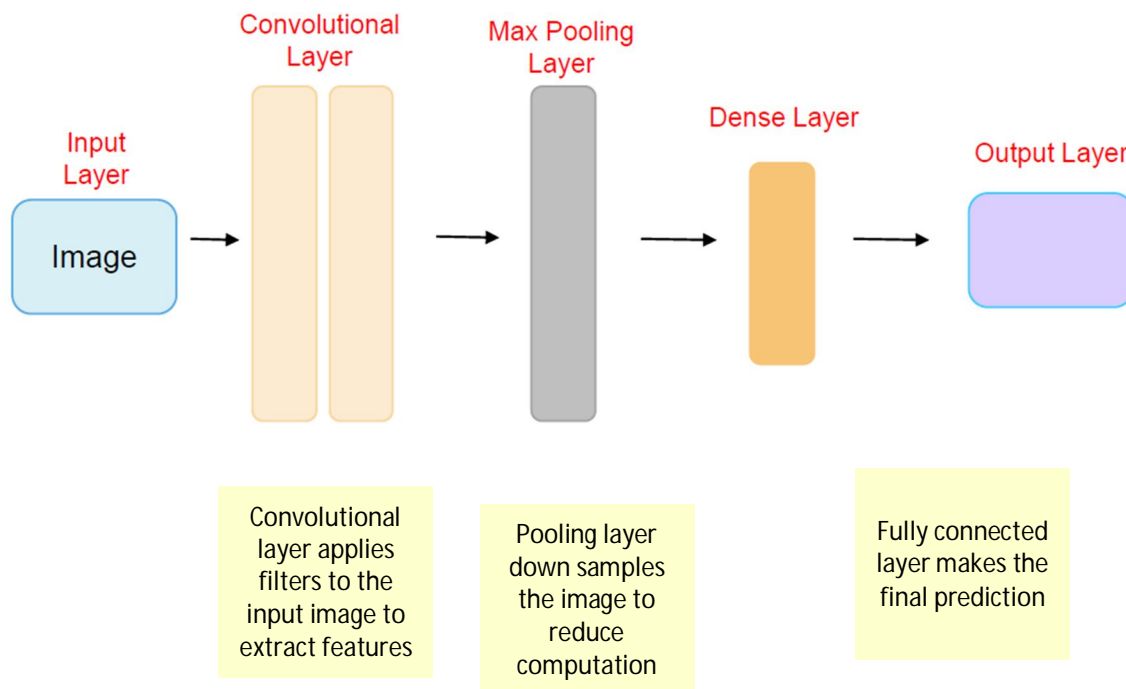 Convolutional
Layer
Max Pooling
Layer
Dense Layer
Input
Layer
Output Layer
Image
Convolutional
layer applies
filters to the
input image to
extract features
Pooling layer
down samples
the image to
reduce
computation
Fully connected
layer makes the
final prediction